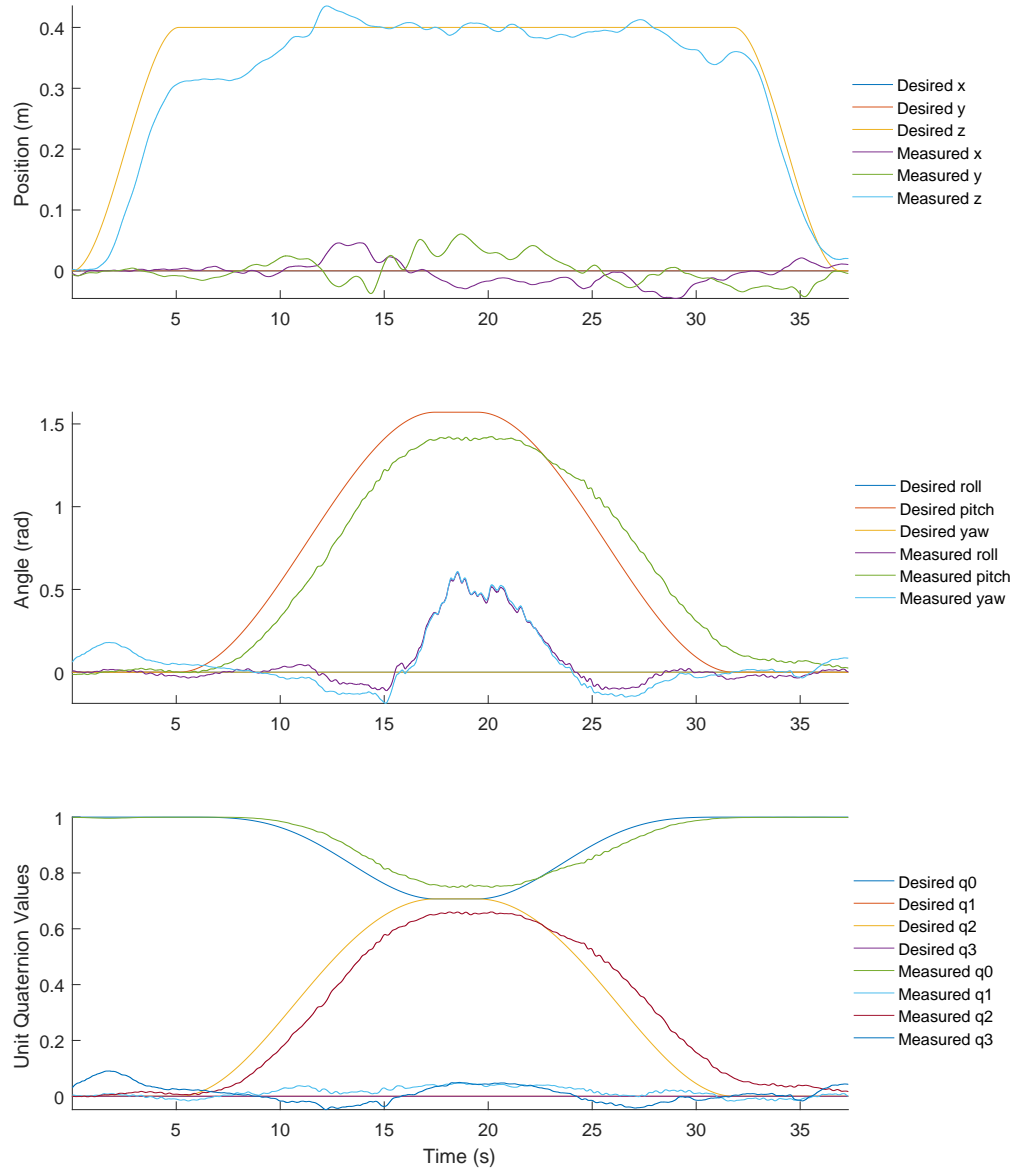 0.4
0.3
0.2
0.1
0
Position (m)
5 10 15 20 25 30 35
Desired x
Desired y
Desired z
Measured x
Measured y
Measured z
1.5
1
0.5
0
Angle (rad)
5 10 15 20 25 30 35
Desired roll
Desired pitch
Desired yaw
Measured roll
Measured pitch
Measured yaw
1
0.8
0.6
0.4
0.2
0
Unit Quaternion Values
5 10 15 20 25 30 35
Time (s)
Desired q0
Desired q1
Desired q2
Desired q3
Measured q0
Measured q1
Measured q2
Measured q3